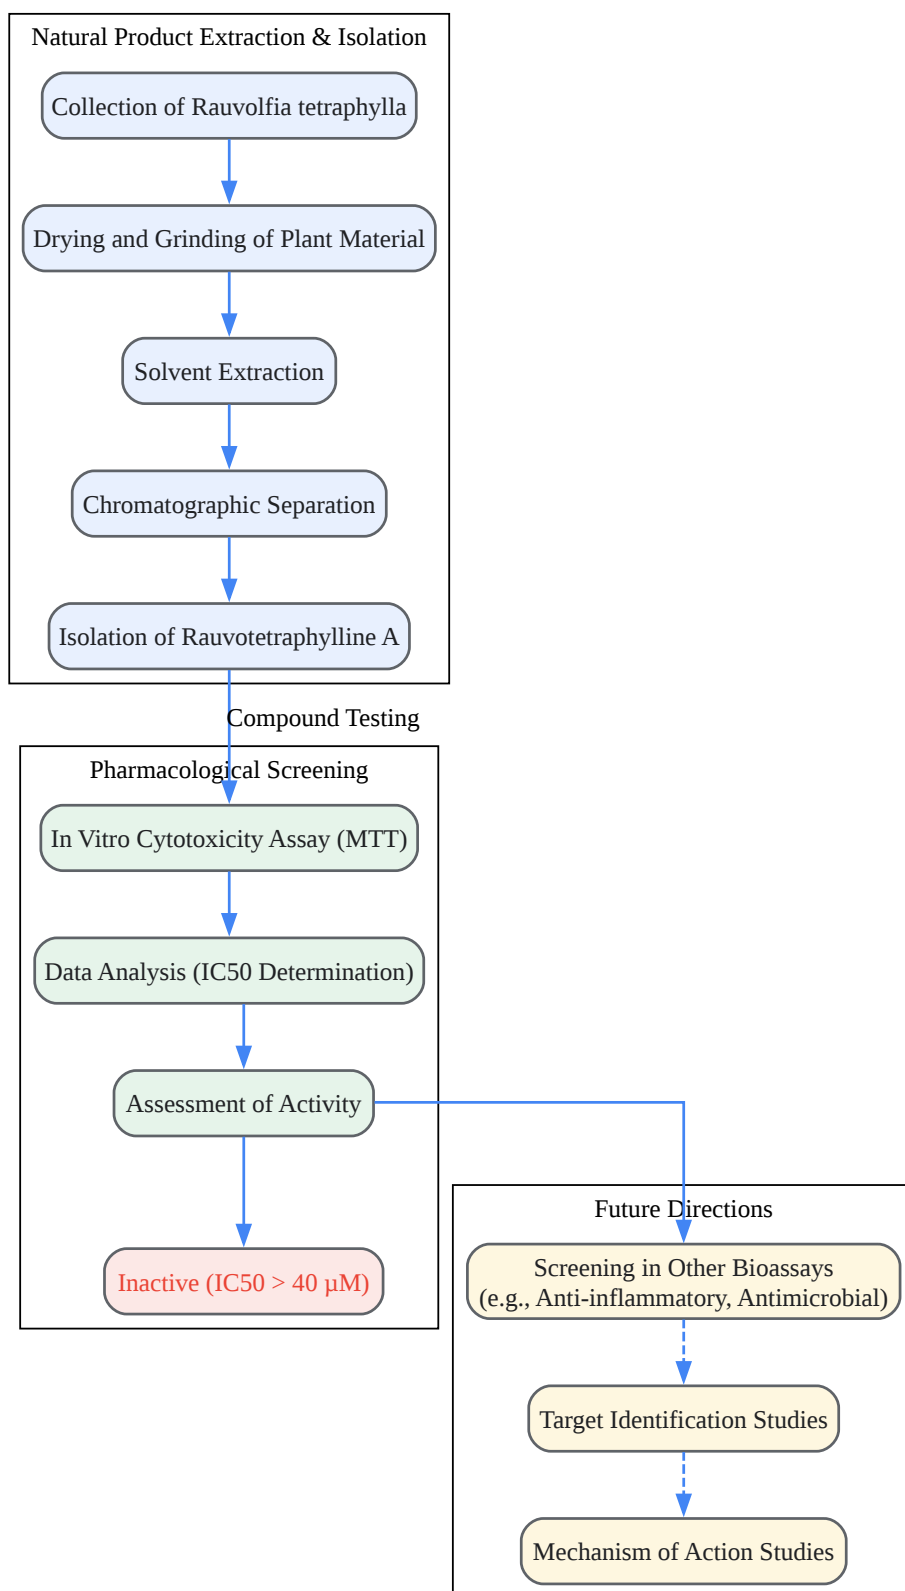 Natural Product Extraction & Isolation
Collection of Rauvolfia tetraphylla
Drying and Grinding of Plant Material
Solvent Extraction
Chromatographic Separation
Isolation of Rauvotetraphylline A
Compound Testing
Pharmacological Screening
In Vitro Cytotoxicity Assay (MTT)
Data Analysis (IC50 Determination)
Assessment of Activity
Inactive (IC50 > 40 µM)
Future Directions
Screening in Other Bioassays
(e.g., Anti-inflammatory, Antimicrobial)
Target Identification Studies
Mechanism of Action Studies